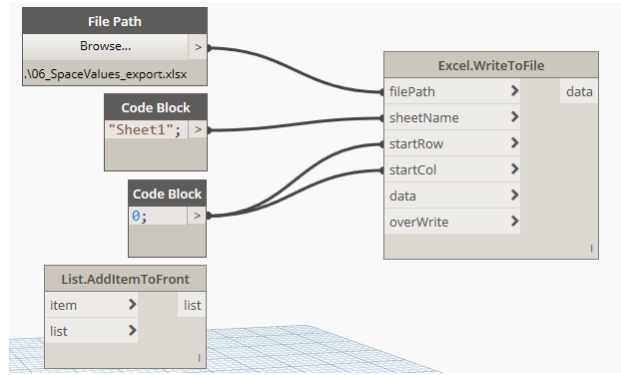 File Path
Browse... >
.\06_SpaceValues_export.xlsx
Code Block
"Sheet1"; >
Code Block
0; >
List.AddItemToFront
item > list
list >
l
Excel.WriteToFile
filePath > data
sheetName >
startRow >
startCol >
data >
overWrite >
l